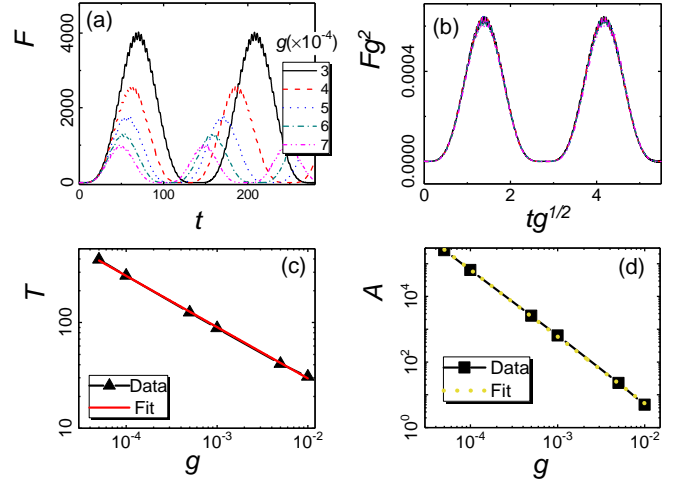 (a)
F
g(×10⁻⁴)
3
4
5
6
7
4000
2000
0
0
100
200
t
(b)
Fg²
0.0004
0.0000
0
2
4
tg^{1/2}
(c)
T
100
10
Data
Fit
10⁻⁴
10⁻³
10⁻²
g
(d)
A
10⁴
10²
10⁰
Data
Fit
10⁻⁴
10⁻³
10⁻²
g